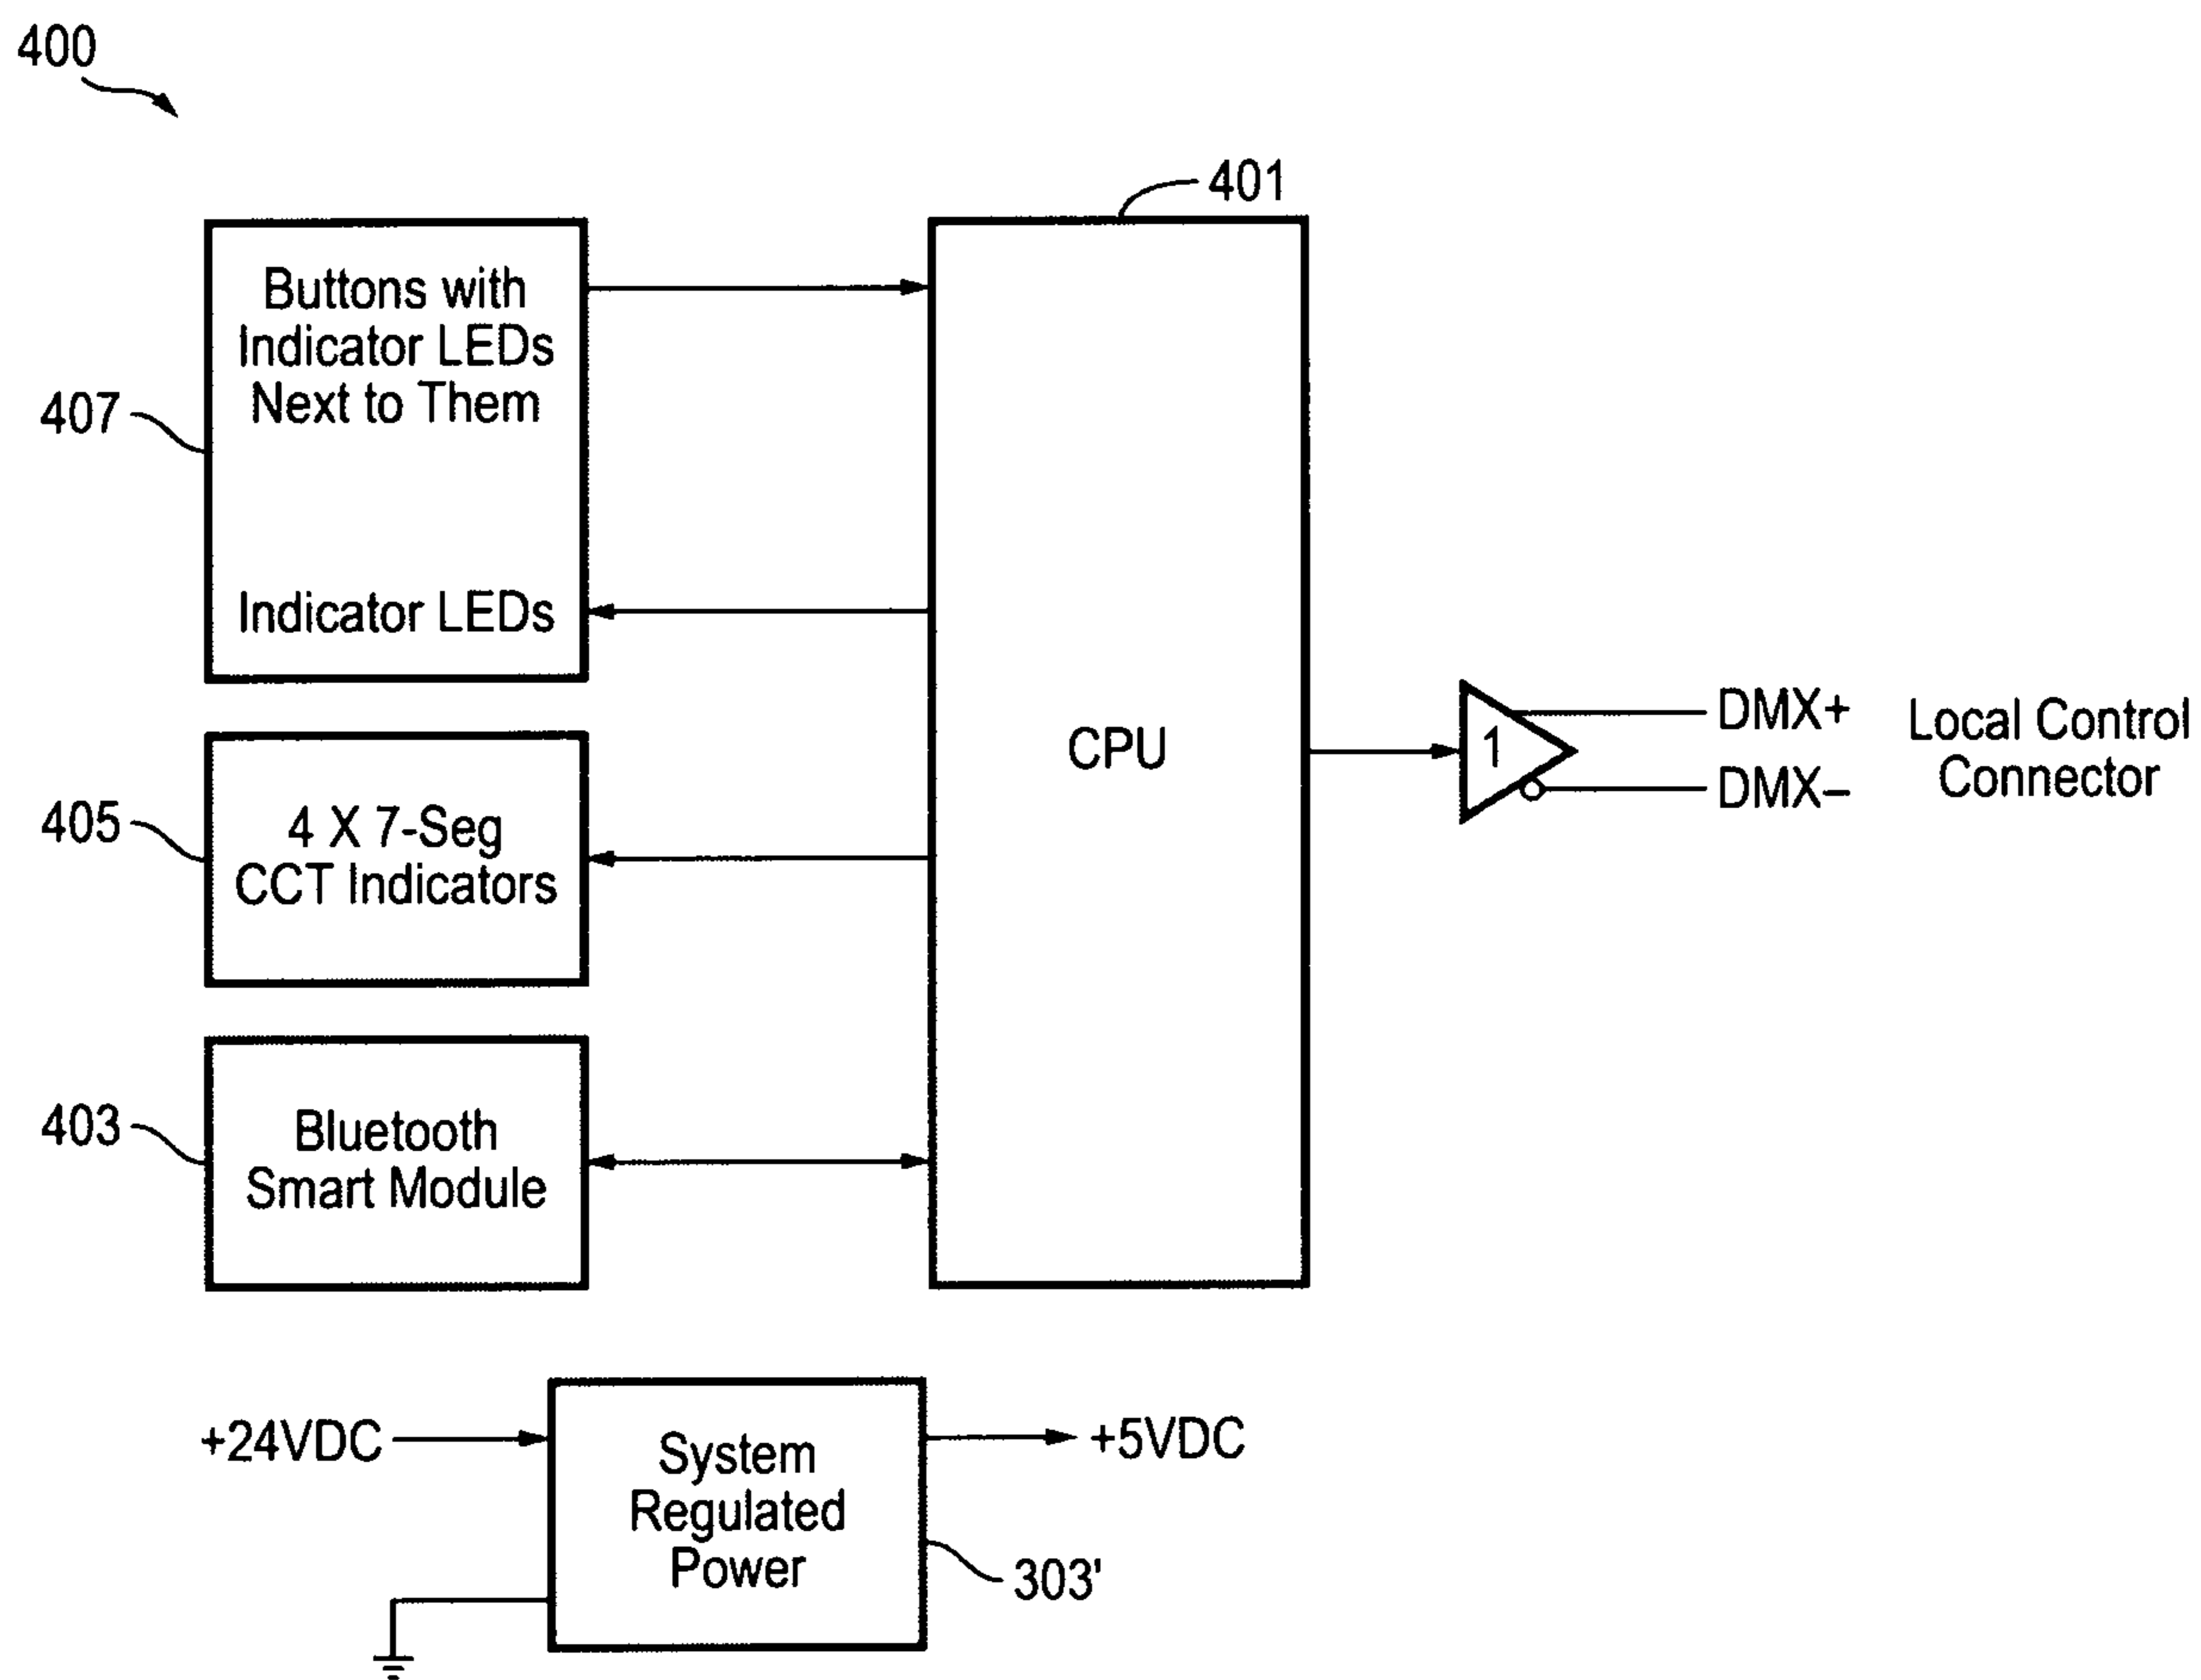 400
401
Buttons with
Indicator LEDs
Next to Them
407
Indicator LEDs
DMX+
Local Control
1
CPU
DMX–
Connector
405
4 X 7-Seg
CCT Indicators
403
Bluetooth
Smart Module
+24VDC
System
Regulated
Power
+5VDC
303'